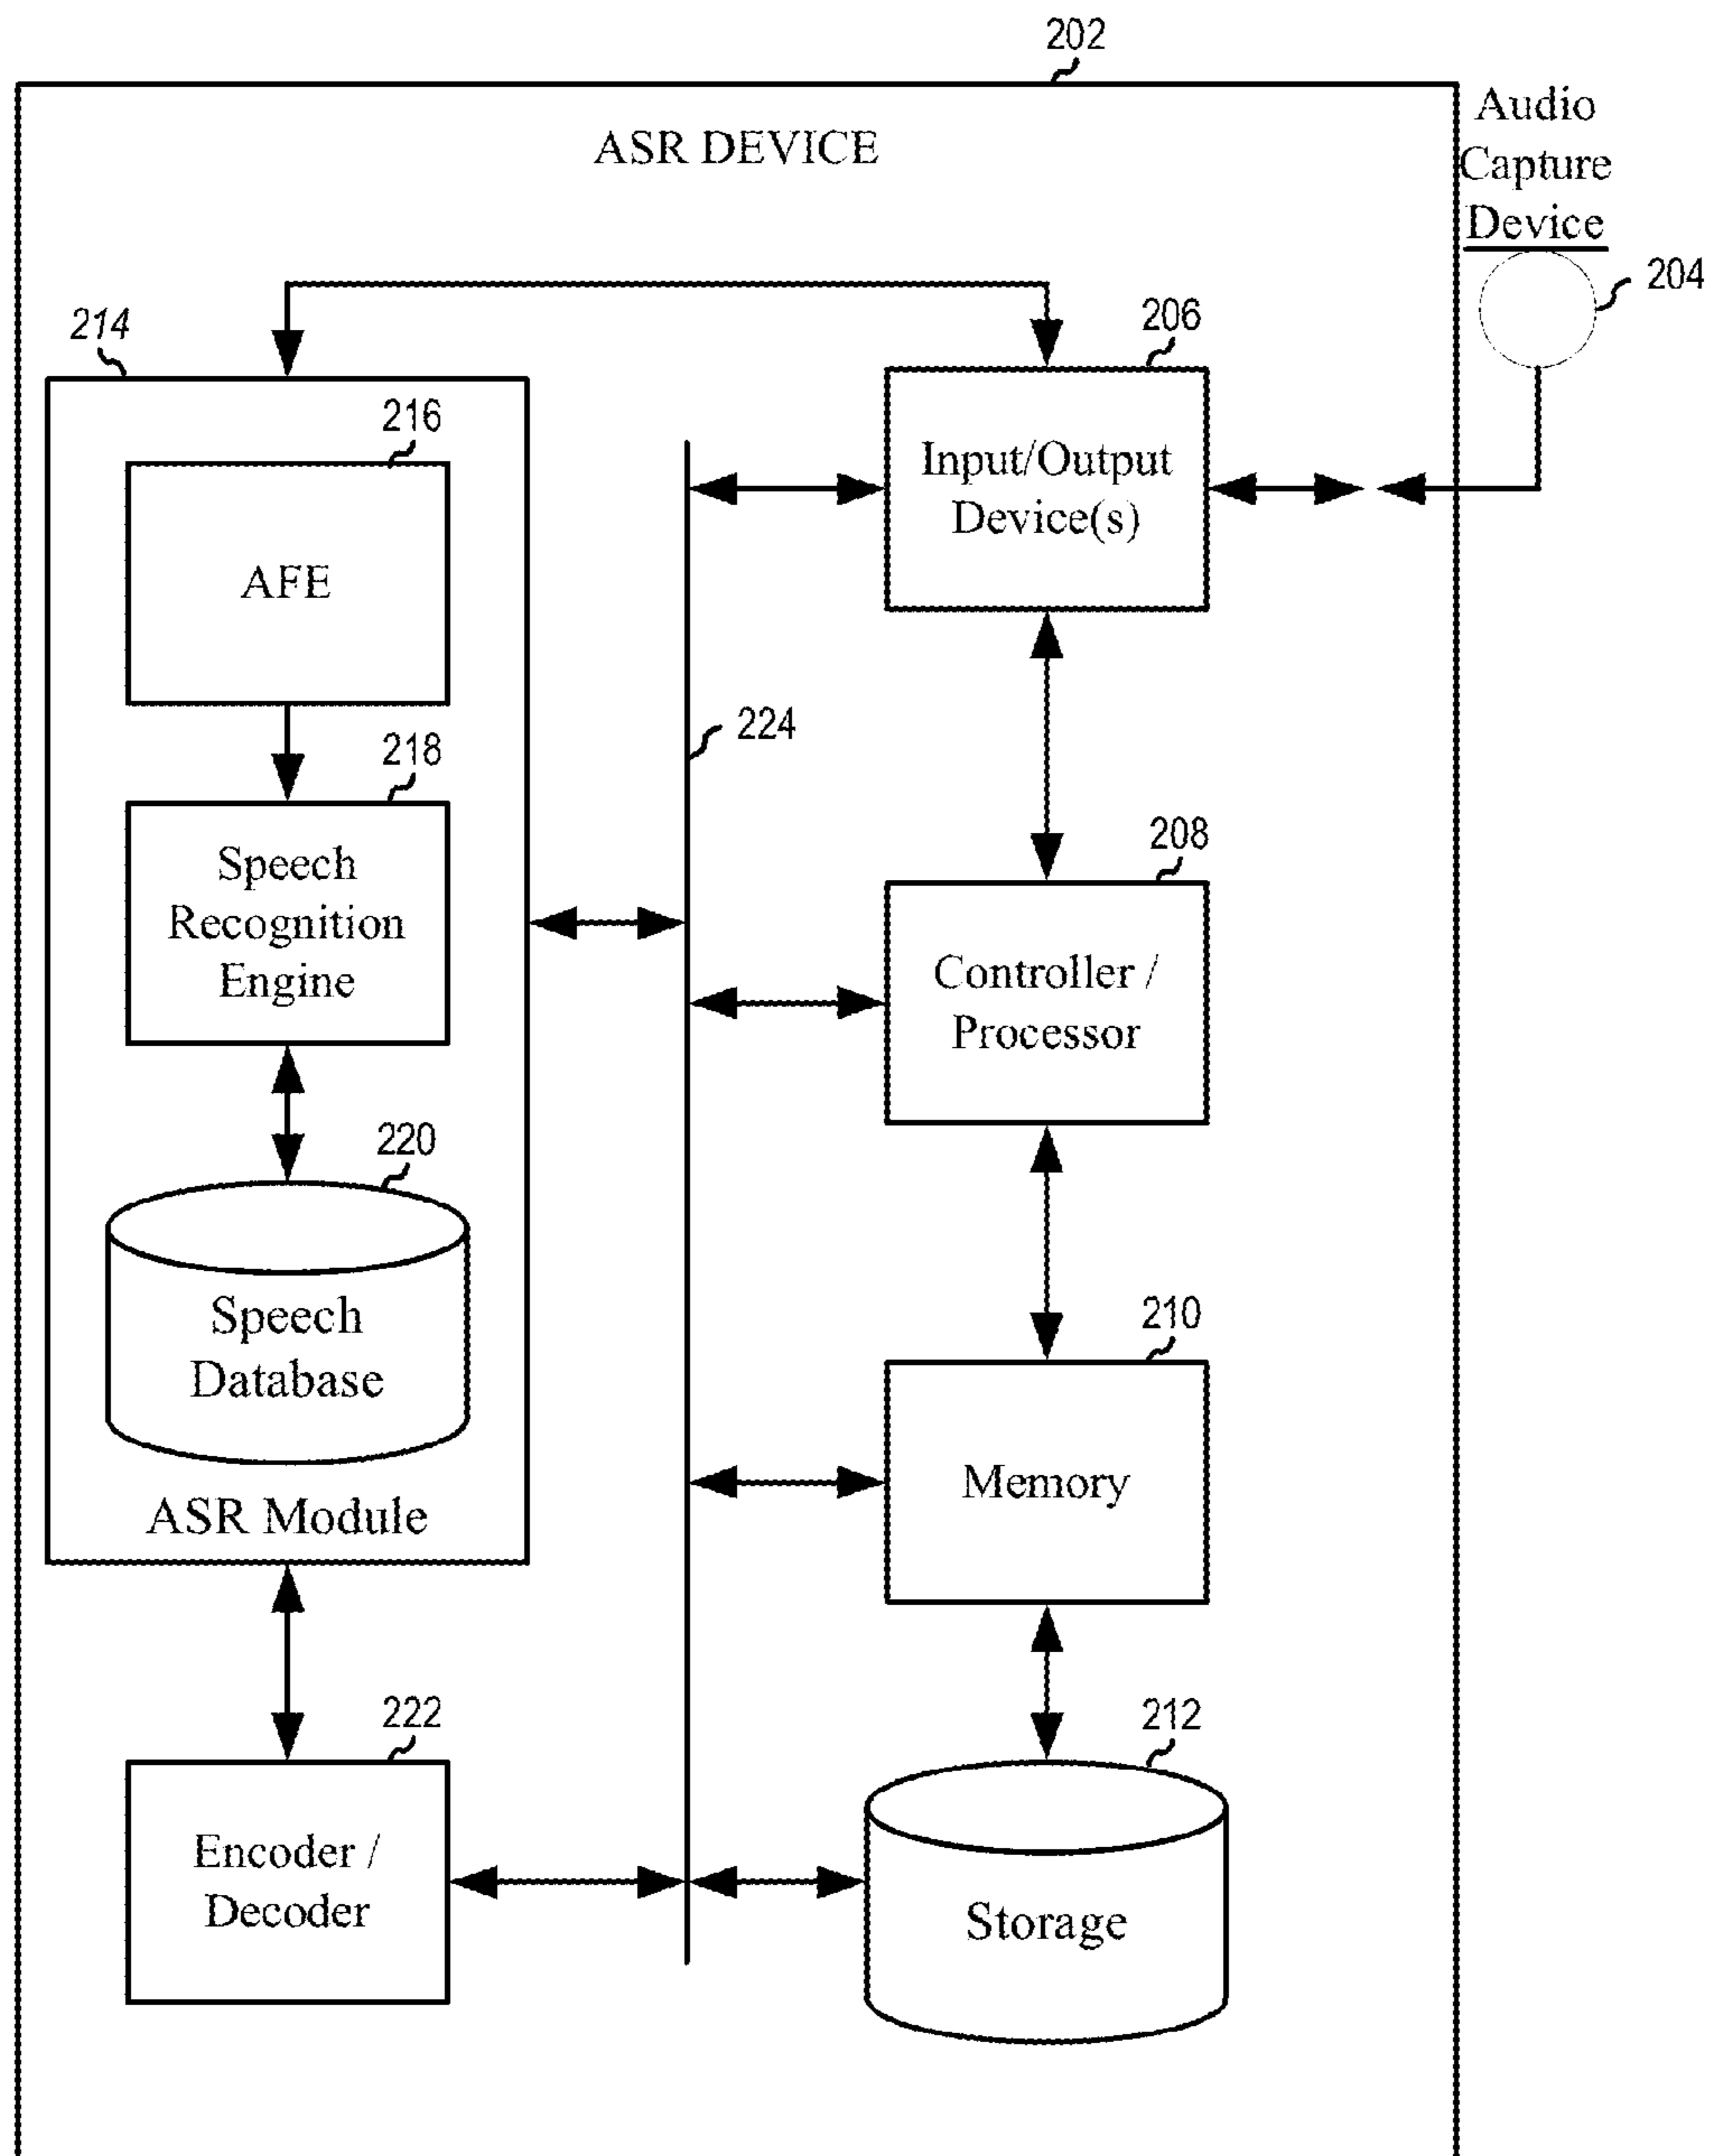 202
ASR DEVICE
Audio
Capture
Device
204
214
206
216
Input/Output
Device(s)
AFE
224
218
208
Speech
Recognition
Engine
Controller /
Processor
220
210
Speech
Database
Memory
ASR Module
222
212
Encoder /
Decoder
Storage